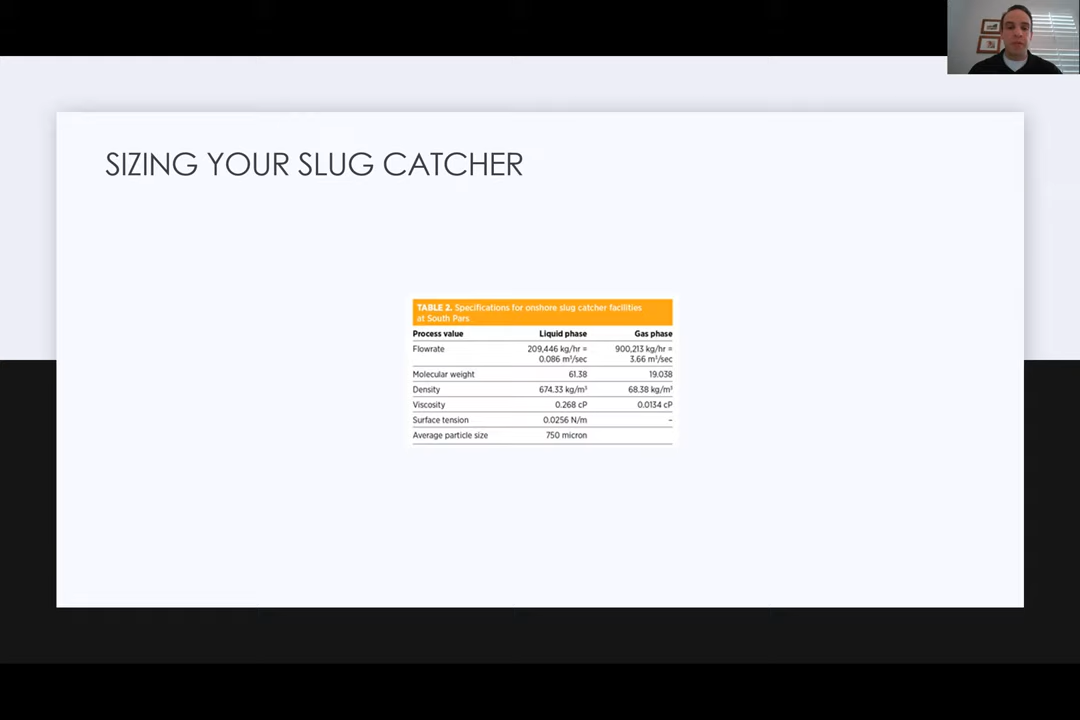 SIZING YOUR SLUG CATCHER
TABLE 2. Specifications for onshore slug catcher facilities
at South Pars
Process value Liquid phase Gas phase
Flowrate 209,446 kg/hr = 900,213 kg/hr =
0.086 m³/sec 3.66 m³/sec
Molecular weight 61.38 19.038
Density 674.33 kg/m³ 68.38 kg/m³
Viscosity 0.268 cP 0.0134 cP
Surface tension 0.0256 N/m –
Average particle size 750 micron